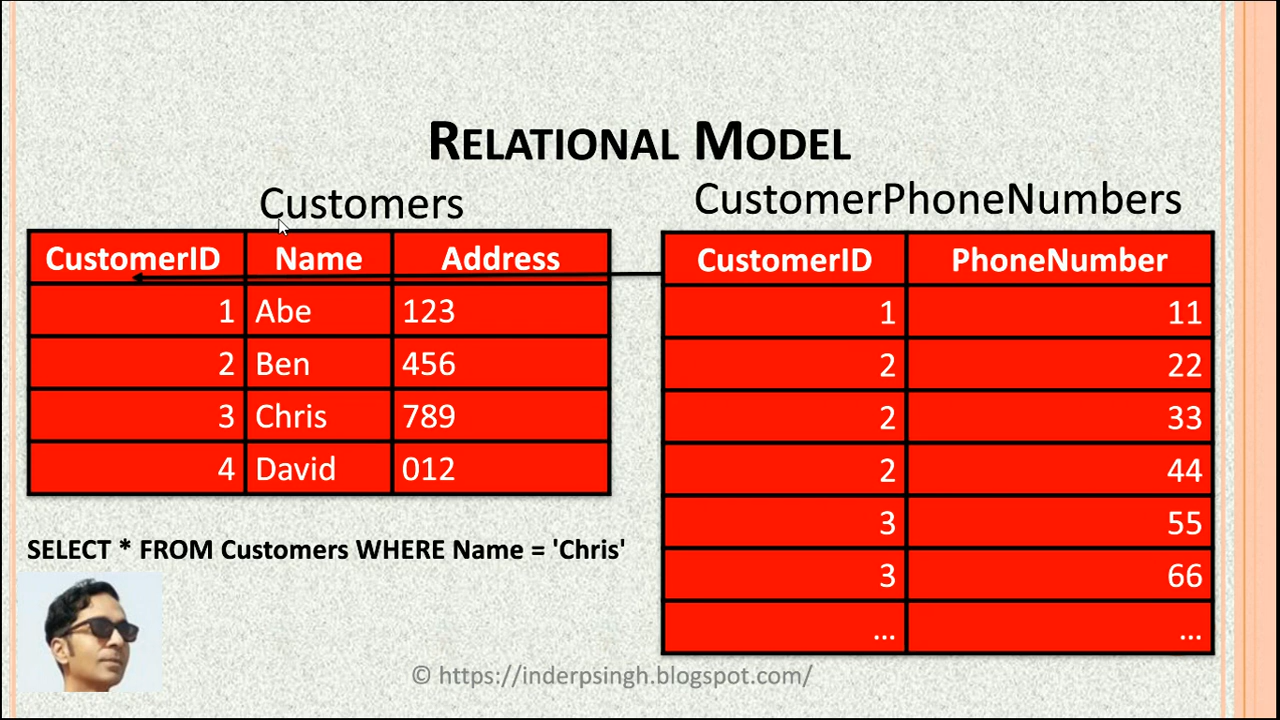 RELATIONAL MODEL
Customers
CustomerID Name Address
1 Abe 123
2 Ben 456
3 Chris 789
4 David 012
SELECT * FROM Customers WHERE Name = 'Chris'
CustomerPhoneNumbers
CustomerID PhoneNumber
1 11
2 22
2 33
2 44
3 55
3 66
... ...
© https://inderpsingh.blogspot.com/